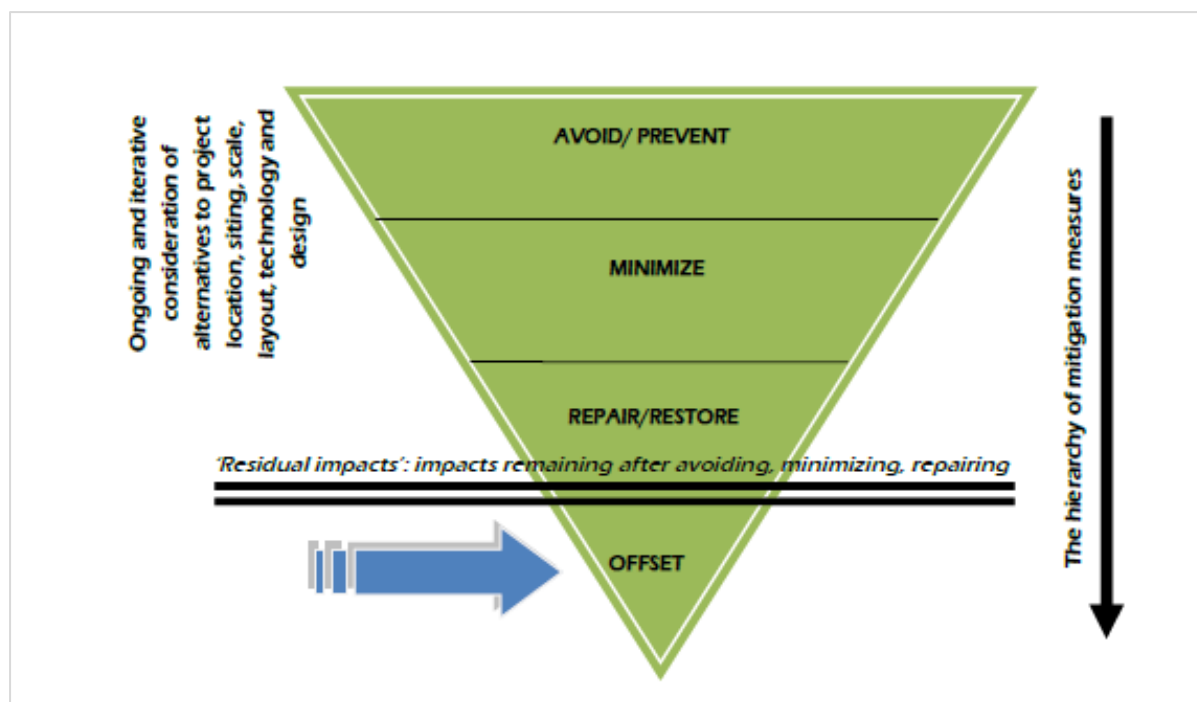 Ongoing and iterative
consideration of
alternatives to project
location, siting, scale,
layout, technology and
design
AVOID/ PREVENT
MINIMIZE
REPAIR/RESTORE
'Residual impacts': impacts remaining after avoiding, minimizing, repairing
OFFSET
The hierarchy of mitigation measures